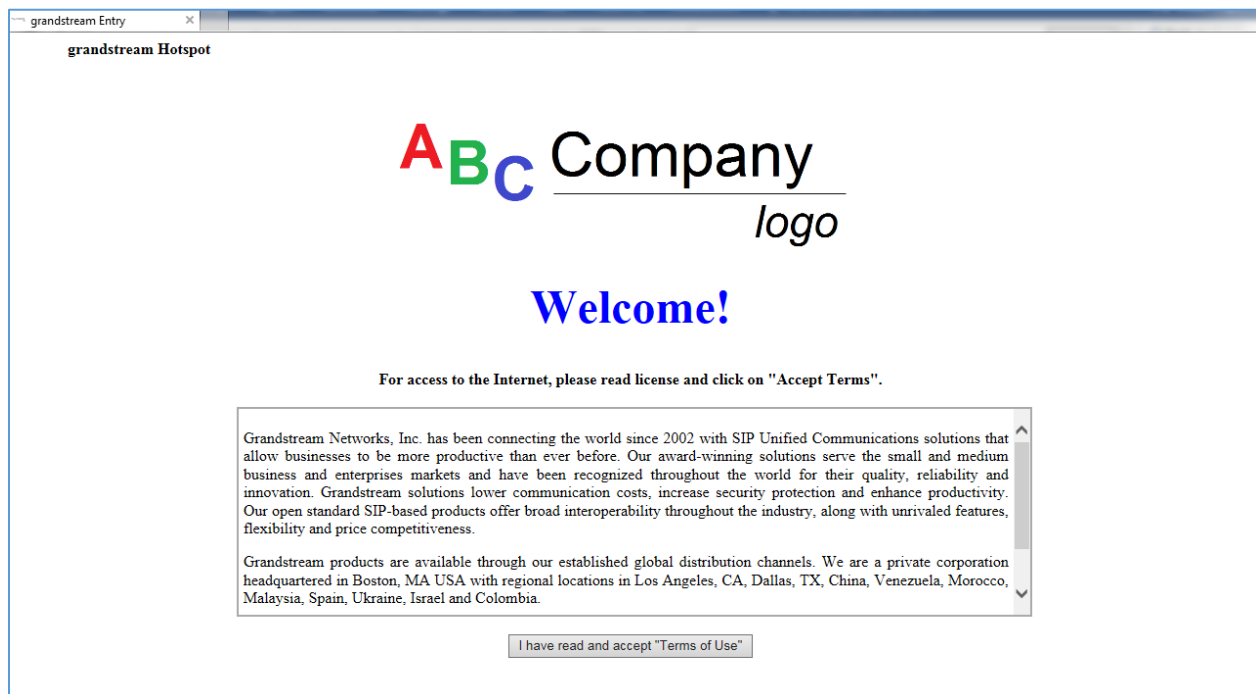 grandstream Entry
grandstream Hotspot
ABC Company
logo
Welcome!
For access to the Internet, please read license and click on "Accept Terms".
Grandstream Networks, Inc. has been connecting the world since 2002 with SIP Unified Communications solutions that
allow businesses to be more productive than ever before. Our award-winning solutions serve the small and medium
business and enterprises markets and have been recognized throughout the world for their quality, reliability and
innovation. Grandstream solutions lower communication costs, increase security protection and enhance productivity.
Our open standard SIP-based products offer broad interoperability throughout the industry, along with unrivaled features,
flexibility and price competitiveness.
Grandstream products are available through our established global distribution channels. We are a private corporation
headquartered in Boston, MA USA with regional locations in Los Angeles, CA, Dallas, TX, China, Venezuela, Morocco,
Malaysia, Spain, Ukraine, Israel and Colombia.
I have read and accept "Terms of Use"